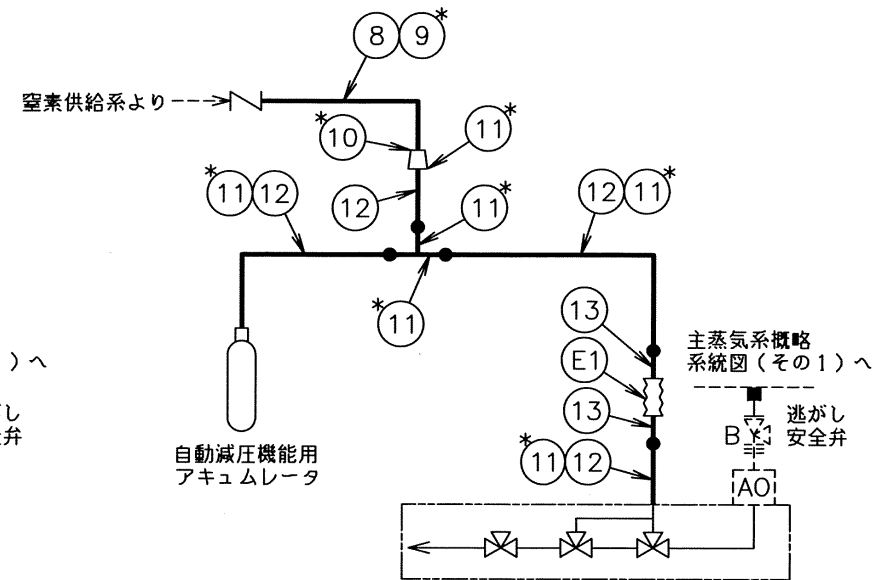 8 9*
窒素供給系より
*10
11*
*11 12
12
11*
12 11*
*11
13
E1
13
*11 12
主蒸気系概略
系統図(その1)へ
)へ
逃がし
安全弁
B
AO
自動減圧機能用
アキュムレータ